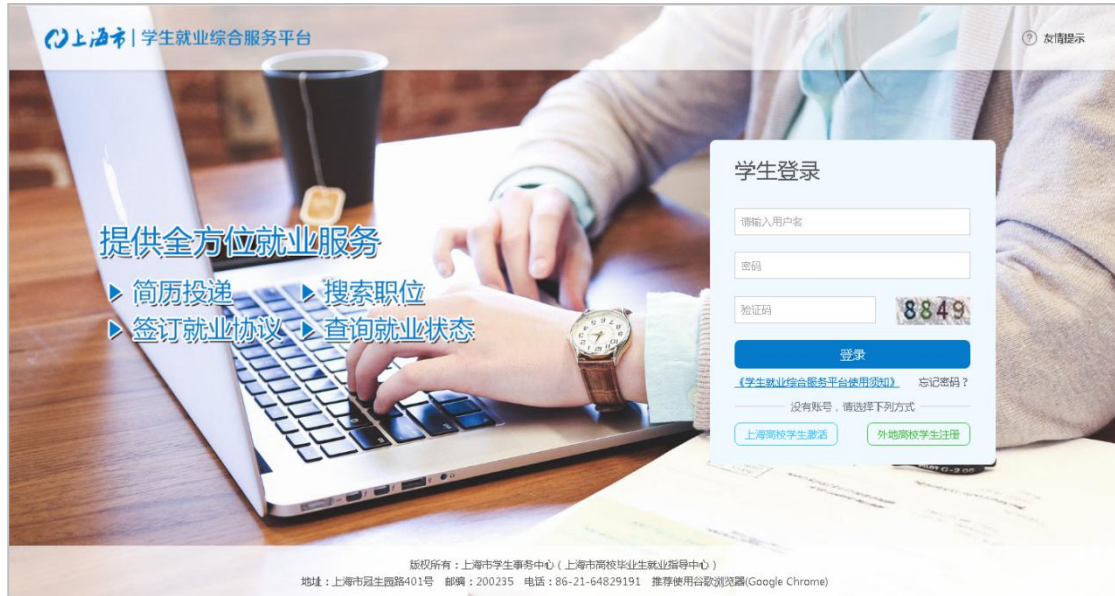 上海市|学生就业综合服务平台
? 友情提示
学生登录
请输入用户名
提供全方位就业服务
密码
▶ 简历投递 ▶ 搜索职位
验证码 8849
▶ 签订就业协议 ▶ 查询就业状态
登录
《学生就业综合服务平台使用须知》 忘记密码?
没有账号,请选择下列方式
上海高校学生激活 外地高校学生注册
PILOT G-2 05
版权所有:上海市学生事务中心(上海市高校毕业生就业指导中心)
地址:上海市冠生园路401号 邮编:200235 电话:86-21-64829191 推荐使用谷歌浏览器(Google Chrome)